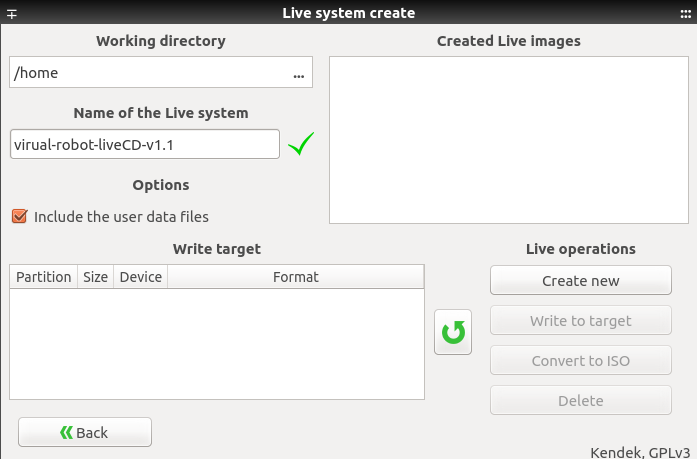 Live system create
Working directory
/home ...
Name of the Live system
virual-robot-liveCD-v1.1
Options
Include the user data files
Created Live images
Write target
Partition Size Device Format
Live operations
Create new
Write to target
Convert to ISO
Delete
Back
Kendek, GPLv3